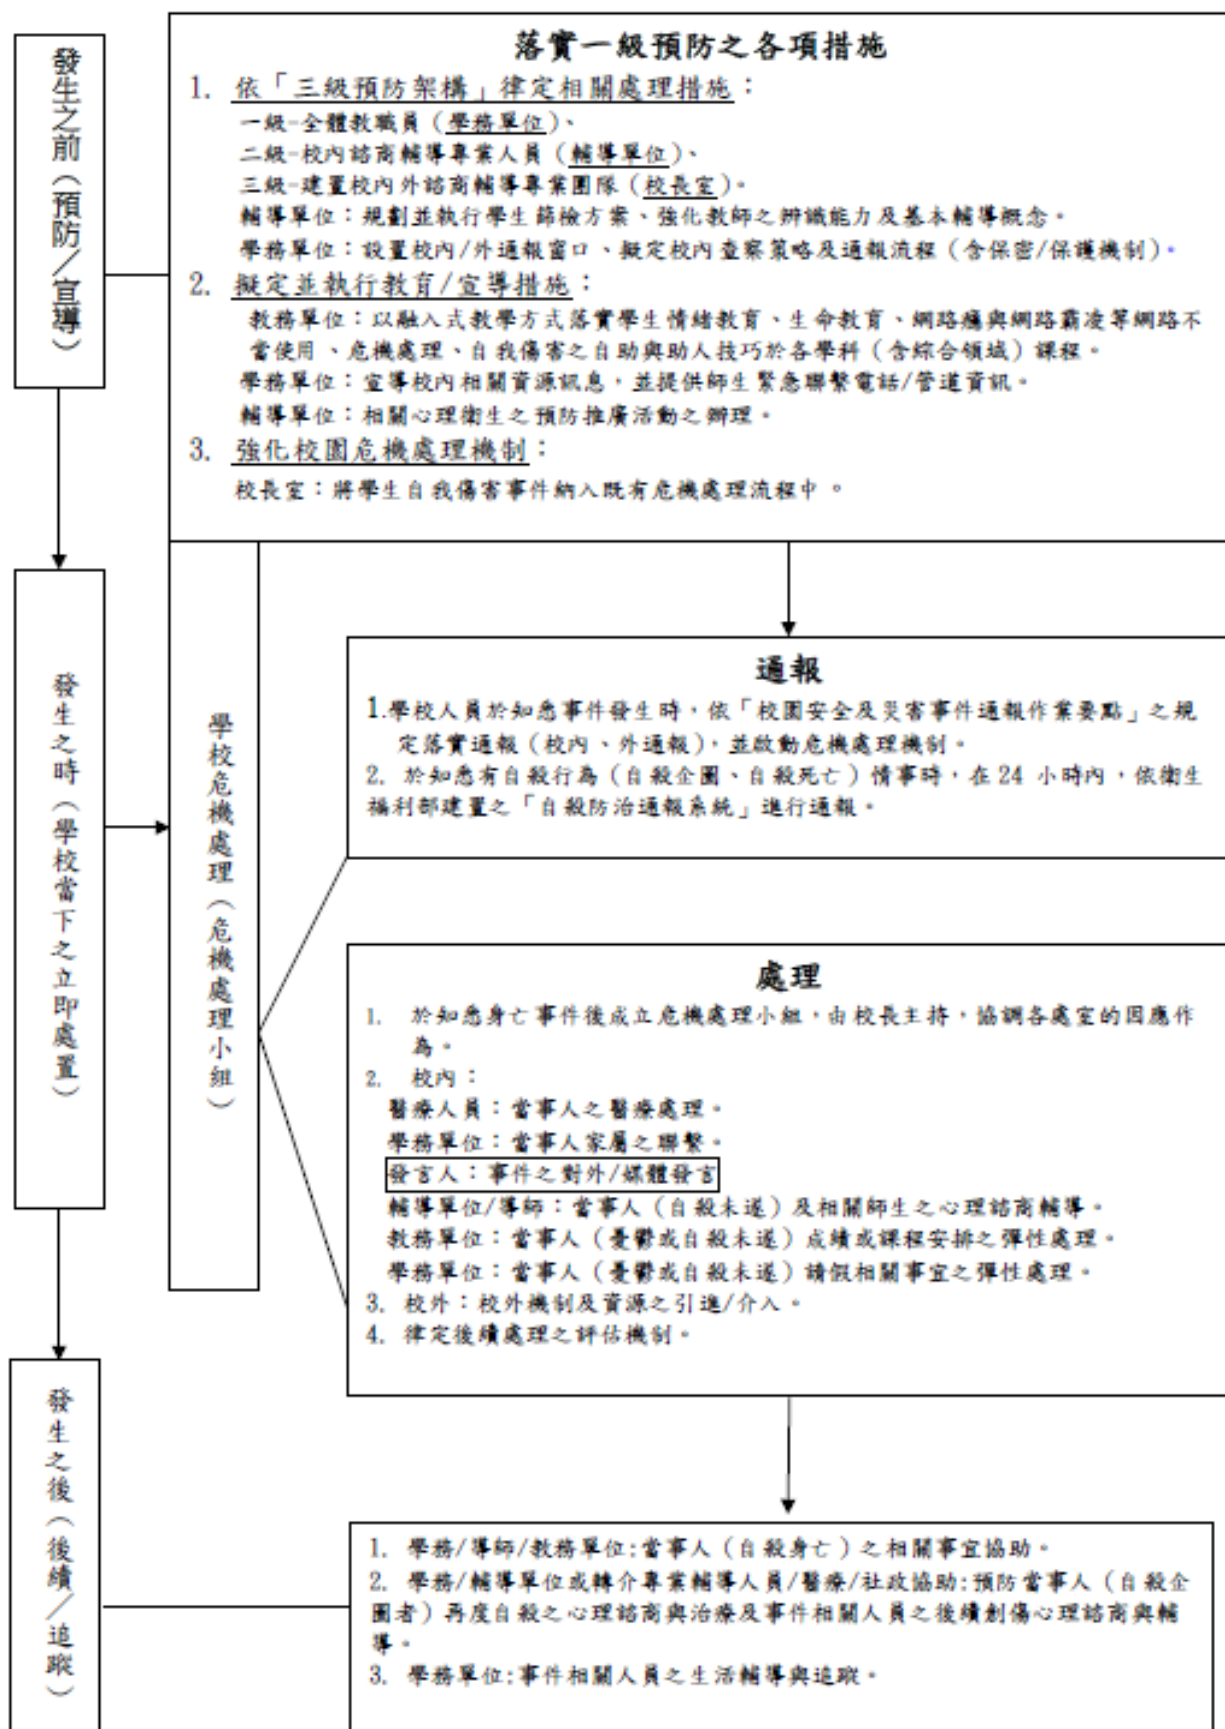 發生之前（預防／宣導）
落實一級預防之各項措施
1. 依「三級預防架構」律定相關處理措施：
一級-全體教職員（學務單位）、
二級-校內諮商輔導專業人員（輔導單位）、
三級-建置校內外諮商輔導專業團隊（校長室）。
輔導單位：規劃並執行學生篩檢方案、強化教師之辨識能力及基本輔導概念。
學務單位：設置校內/外通報窗口、擬定校內查察策略及通報流程（含保密/保護機制）。
2. 擬定並執行教育/宣導措施：
教務單位：以融入式教學方式落實學生情緒教育、生命教育、網路癮與網路霸凌等網路不
當使用、危機處理、自我傷害之自助與助人技巧於各學科（含綜合領域）課程。
學務單位：宣導校內相關資源訊息，並提供師生緊急聯繫電話/管道資訊。
輔導單位：相關心理衛生之預防推廣活動之辦理。
3. 強化校園危機處理機制：
校長室：將學生自我傷害事件納入既有危機處理流程中。
發生之時（學校當下之立即處置）
學校危機處理（危機處理小組）
通報
1.學校人員於知悉事件發生時，依「校園安全及災害事件通報作業要點」之規
定落實通報（校內、外通報），並啟動危機處理機制。
2. 於知悉有自殺行為（自殺企圖、自殺死亡）情事時，在 24 小時內，依衛生
福利部建置之「自殺防治通報系統」進行通報。
處理
1. 於知悉身亡事件後成立危機處理小組，由校長主持，協調各處室的因應作
為。
2. 校內：
醫療人員：當事人之醫療處理。
學務單位：當事人家屬之聯繫。
發言人：事件之對外/媒體發言
輔導單位/導師：當事人（自殺未遂）及相關師生之心理諮商輔導。
教務單位：當事人（憂鬱或自殺未遂）成績或課程安排之彈性處理。
學務單位：當事人（憂鬱或自殺未遂）請假相關事宜之彈性處理。
3. 校外：校外機制及資源之引進/介入。
4. 律定後續處理之評估機制。
發生之後（後續／追蹤）
1. 學務/導師/教務單位:當事人（自殺身亡）之相關事宜協助。
2. 學務/輔導單位或轉介專業輔導人員/醫療/社政協助:預防當事人（自殺企
圖者）再度自殺之心理諮商與治療及事件相關人員之後續創傷心理諮商與輔
導。
3. 學務單位:事件相關人員之生活輔導與追蹤。